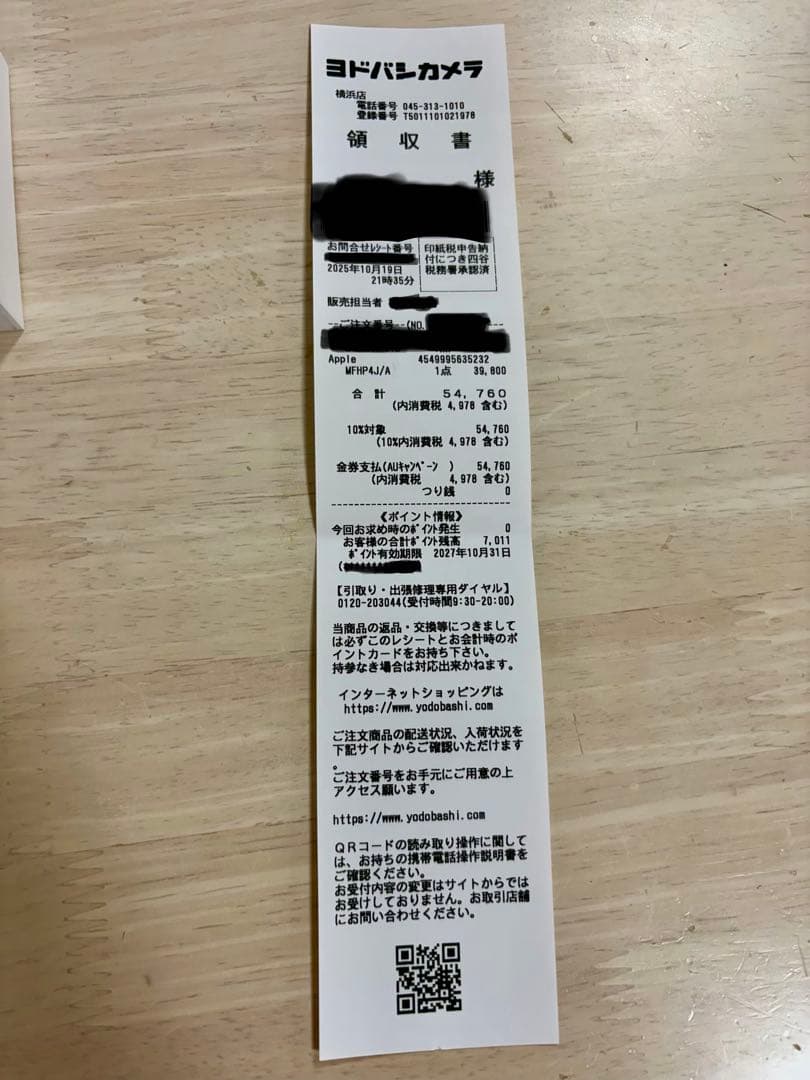 ヨドバシカメラ
横浜店
電話番号 045-313-1010
登録番号 T5011101021978
領 収 書
様
お問合せﾚｼｰﾄ番号
2025年10月19日
21時35分
印紙税申告納
付につき四谷
税務署承認済
販売担当者
--ご注文番号--(NO.
Apple 4549995635232
MFHP4J/A 1点 39,800
合 計 54,760
(内消費税 4,978 含む)
10%対象 54,760
(10%内消費税 4,978 含む)
金券支払(AUｷｬﾝﾍﾟｰﾝ ) 54,760
(内消費税 4,978 含む)
つり銭 0
《ポイント情報》
今回お求め時のﾎﾟｲﾝﾄ発生 0
お客様の合計ﾎﾟｲﾝﾄ残高 7,011
ﾎﾟｲﾝﾄ有効期限 2027年10月31日
(
【引取り・出張修理専用ダイヤル】
0120-203044(受付時間9:30-20:00)
当商品の返品・交換等につきまして
は必ずこのレシートとお会計時のポ
イントカードをお持ち下さい。
持参なき場合は対応出来かねます。
インターネットショッピングは
https://www.yodobashi.com
ご注文商品の配送状況、入荷状況を
下記サイトからご確認いただけます
。
ご注文番号をお手元にご用意の上
アクセス願います。
https://www.yodobashi.com
ＱＲコードの読み取り操作に関して
は、お持ちの携帯電話操作説明書を
ご確認ください。
お受付内容の変更はサイトからでは
お受けしておりません。お取引店舗
にお問い合わせください。